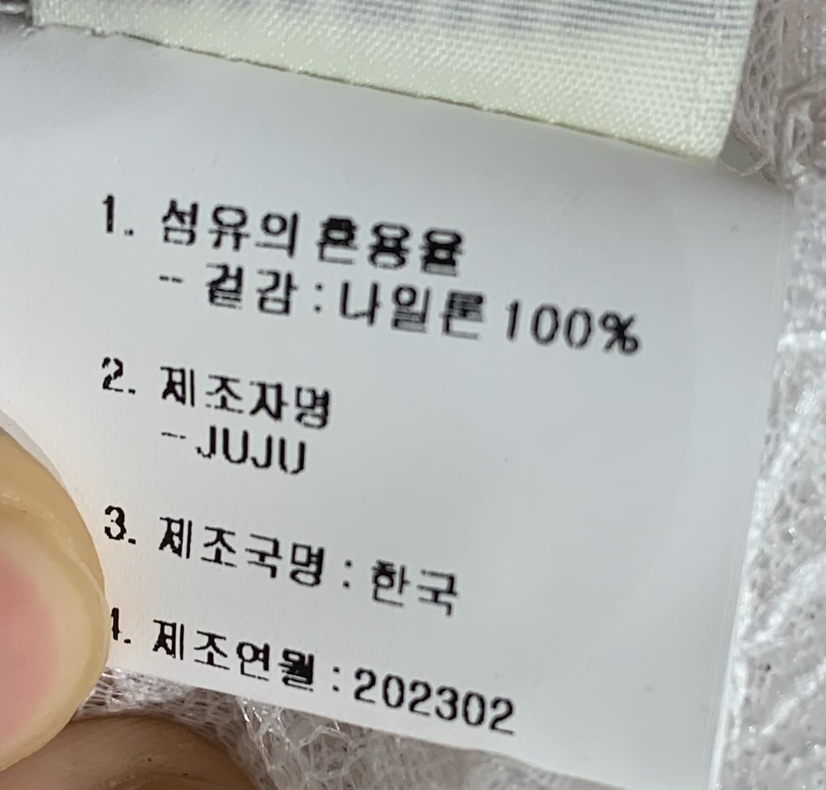 1. 섬유의 혼용율
-- 겉감 : 나일론 100%
2. 제조자명
-- JUJU
3. 제조국명 : 한국
4. 제조연월 : 202302